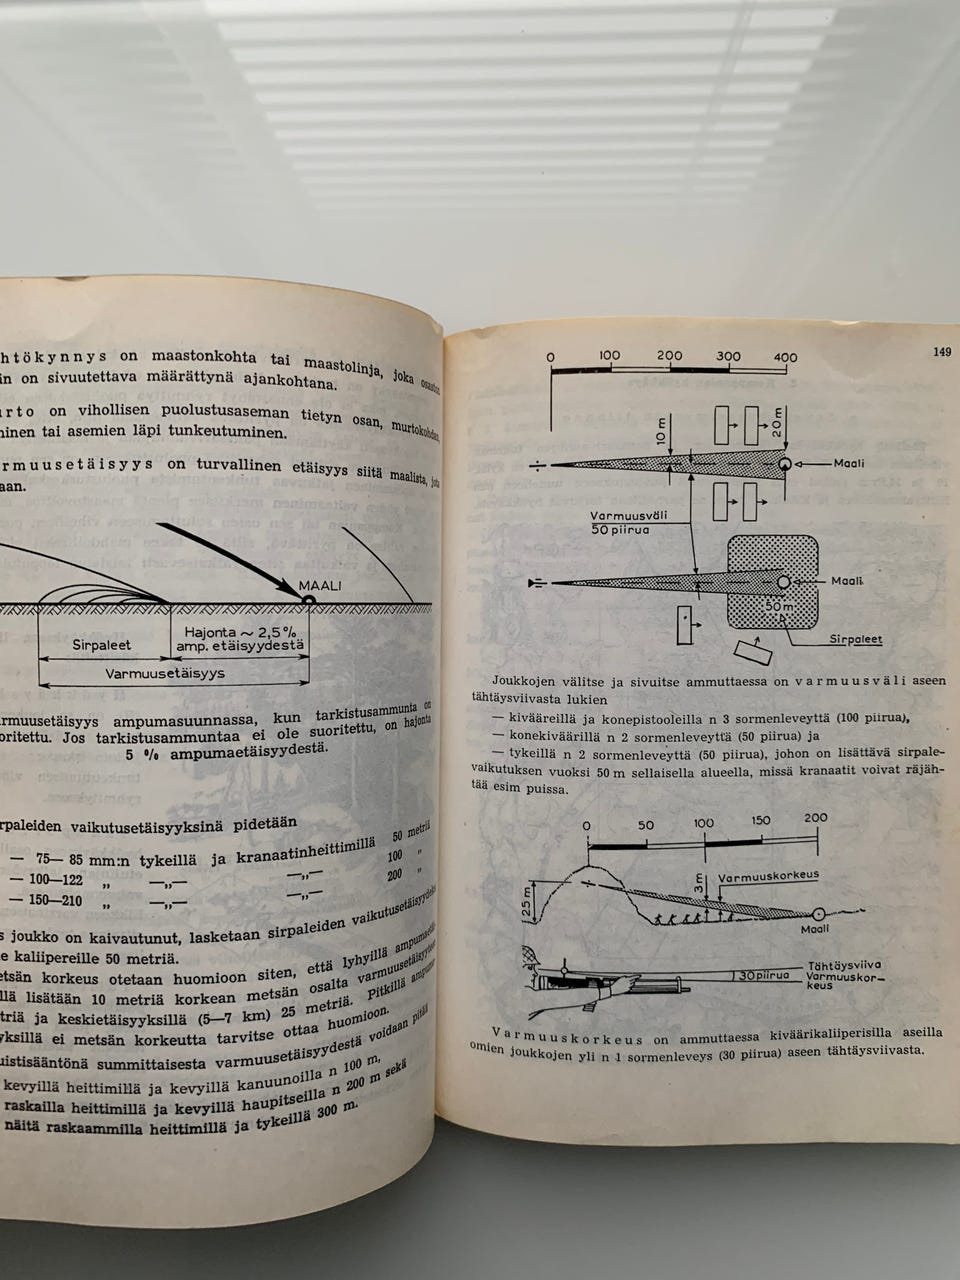 htökynnys on maastonkohta tai maastolinja, joka osaston
in on sivuutettava määrättynä ajankohtana.
urto on vihollisen puolustusaseman tietyn osan, murtokohdan,
ninen tai asemien läpi tunkeutuminen.
rmuusetäisyys on turvallinen etäisyys siitä maalista, jota
aan.
MAALI
Sirpaleet
Hajonta ~ 2,5 %
amp. etäisyydestä
Varmuusetäisyys
rmuusetäisyys ampumasuunnassa, kun tarkistusammunta on
oritettu. Jos tarkistusammuntaa ei ole suoritettu, on hajonta
5 % ampumaetäisyydestä.
rpaleiden vaikutusetäisyyksinä pidetään
— 75— 85 mm:n tykeillä ja kranaatinheittimillä 50 metriä
— 100—122 „ —„— —„— 100 „
— 150—210 „ —„— —„— 200 „
s joukko on kaivautunut, lasketaan sirpaleiden vaikutusetäisyydeksi
e kaliipereille 50 metriä.
etsän korkeus otetaan huomioon siten, että lyhyillä
llä lisätään 10 metriä korkean metsän osalta varmuusetäisyyteen
triä ja keskietäisyyksillä (5—7 km) 25 metriä. Pitkillä
yksillä ei metsän korkeutta tarvitse ottaa huomioon.
uistisääntönä summittaisesta varmuusetäisyydestä voidaan pitää
kevyillä heittimillä ja kevyillä kanuunoilla n 100 m,
raskailla heittimillä ja kevyillä haupitseilla n 200 m sekä
näitä raskaammilla heittimillä ja tykeillä 300 m.
149
0 100 200 300 400
10 m
20 m
Maali
Varmuusväli
50 piirua
Maali
50 m
Sirpaleet
Joukkojen välitse ja sivuitse ammuttaessa on varmuusväli aseen
tähtäysviivasta lukien
— kivääreillä ja konepistooleilla n 3 sormenleveyttä (100 piirua),
— konekiväärillä n 2 sormenleveyttä (50 piirua) ja
— tykeillä n 2 sormenleveyttä (50 piirua), johon on lisättävä sirpale-
vaikutuksen vuoksi 50 m sellaisella alueella, missä kranaatit voivat räjäh-
tää esim puissa.
0 50 100 150 200
25 m
3 m
Varmuuskorkeus
Maali
30 piirua
Tähtäysviiva
Varmuuskor—
keus
Varmuuskorkeus on ammuttaessa kiväärikaliiperisilla aseilla
omien joukkojen yli n 1 sormenleveys (30 piirua) aseen tähtäysviivasta.